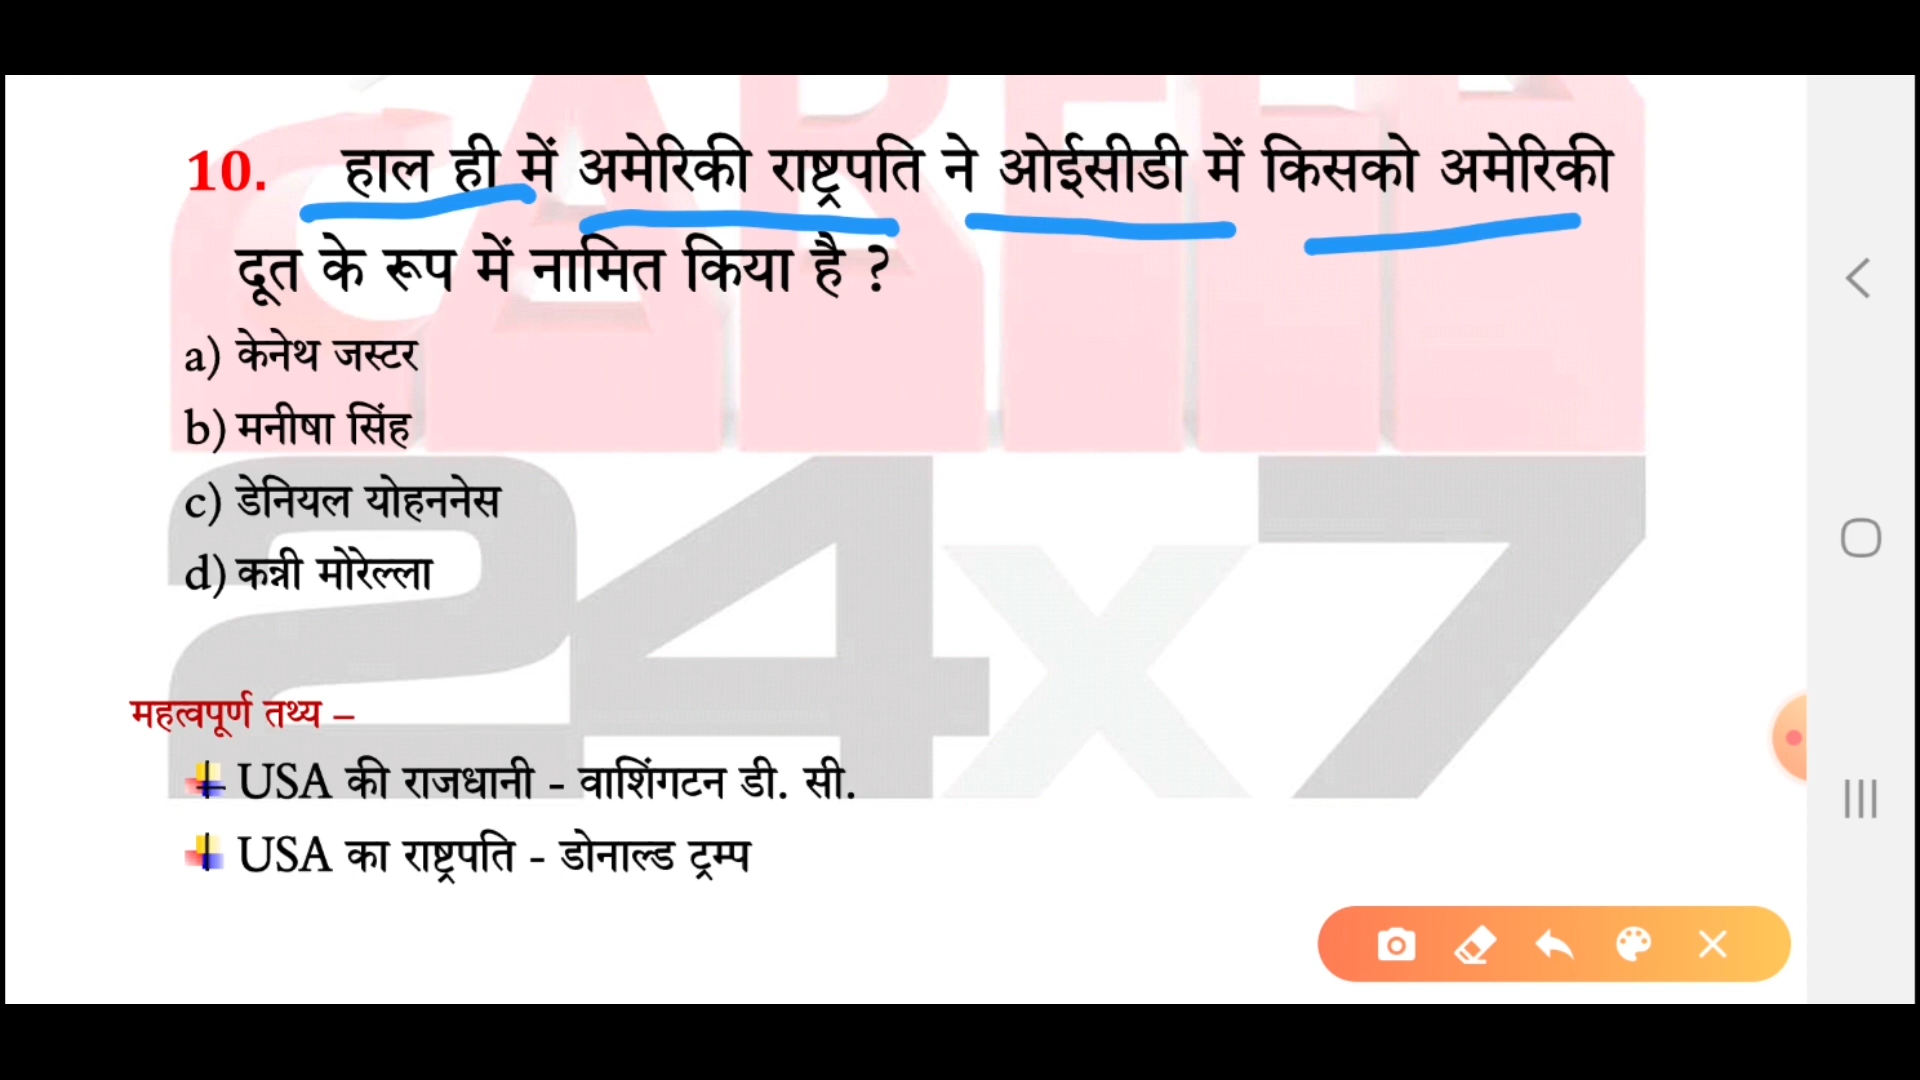 10. हाल ही में अमेरिकी राष्ट्रपति ने ओईसीडी में किसको अमेरिकी
दूत के रूप में नामित किया है ?
a) केनेथ जस्टर
b) मनीषा सिंह
c) डेनियल योहननेस
d) कन्नी मोरेल्ला
महत्वपूर्ण तथ्य –
USA की राजधानी - वाशिंगटन डी. सी.
USA का राष्ट्रपति - डोनाल्ड ट्रम्प
24x7